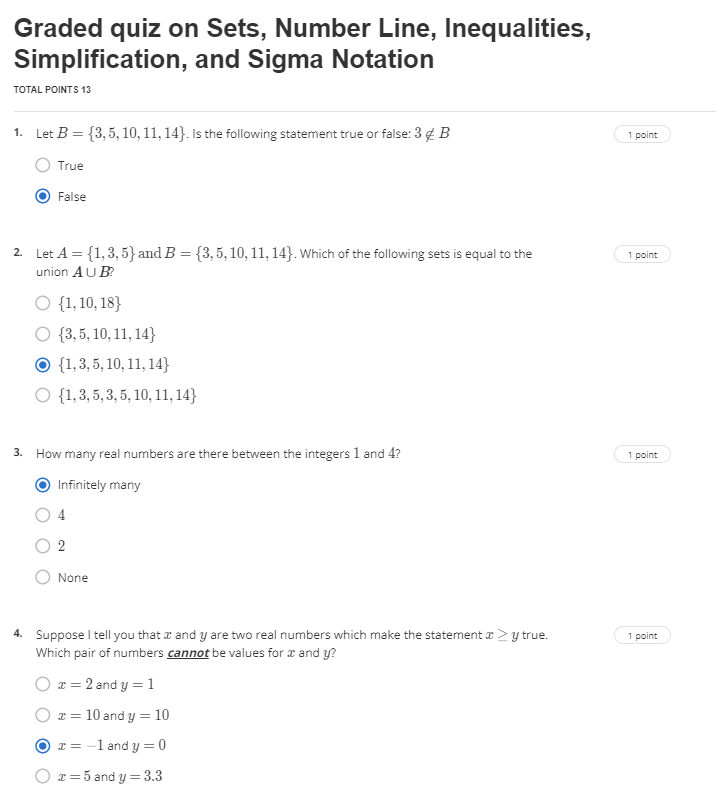 Graded quiz on Sets, Number Line, Inequalities,
Simplification, and Sigma Notation
TOTAL POINTS 13
1. Let B = {3, 5, 10, 11, 14}. Is the following statement true or false: 3 ∉ B
1 point
True
False
2. Let A = {1, 3, 5} and B = {3, 5, 10, 11, 14}. Which of the following sets is equal to the
1 point
union A ∪ B?
{1, 10, 18}
{3, 5, 10, 11, 14}
{1, 3, 5, 10, 11, 14}
{1, 3, 5, 3, 5, 10, 11, 14}
3. How many real numbers are there between the integers 1 and 4?
1 point
Infinitely many
4
2
None
4. Suppose I tell you that x and y are two real numbers which make the statement x ≥ y true.
1 point
Which pair of numbers cannot be values for x and y?
x = 2 and y = 1
x = 10 and y = 10
x = −1 and y = 0
x = 5 and y = 3.3